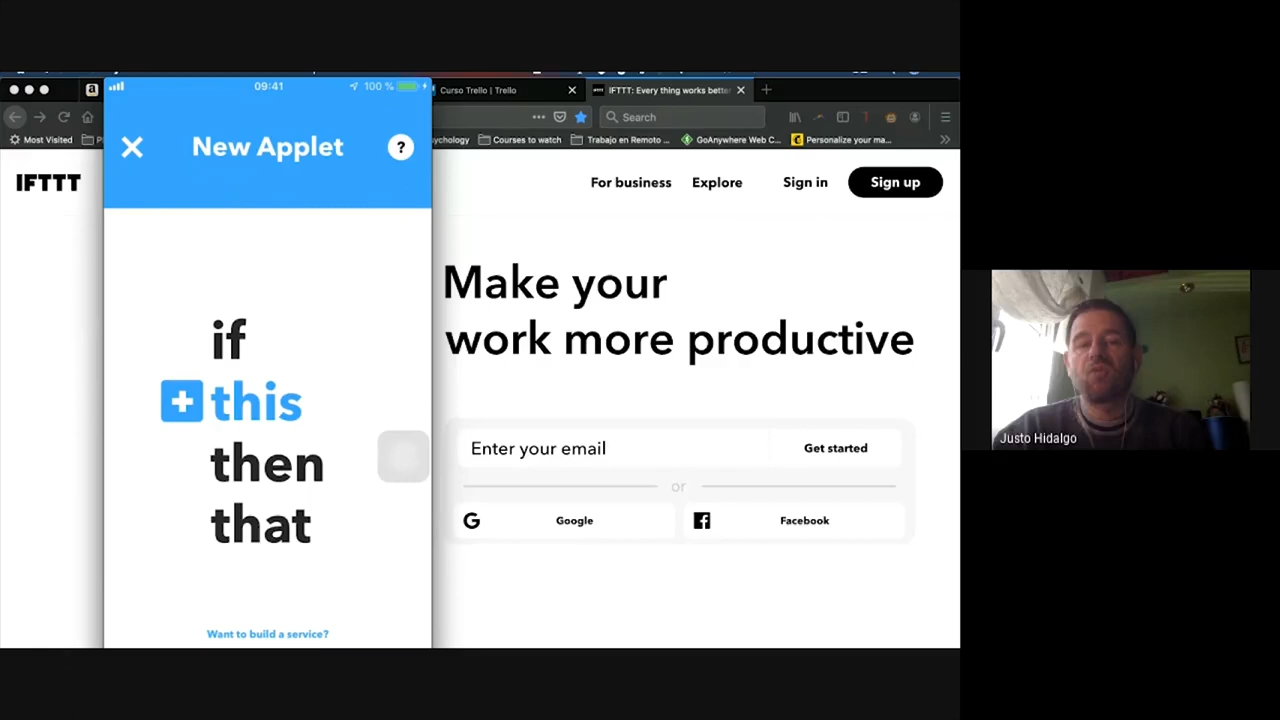 09:41
100 %
Curso Trello | Trello
IFTTT: Every thing works bette
Search
Most Visited
ychology
Courses to watch
Trabajo en Remoto ...
GoAnywhere Web C...
Personalize your ma...
New Applet
?
IFTTT
For business
Explore
Sign in
Sign up
if
this
then
that
Want to build a service?
Make your
work more productive
Enter your email
Get started
or
Google
Facebook
Justo Hidalgo